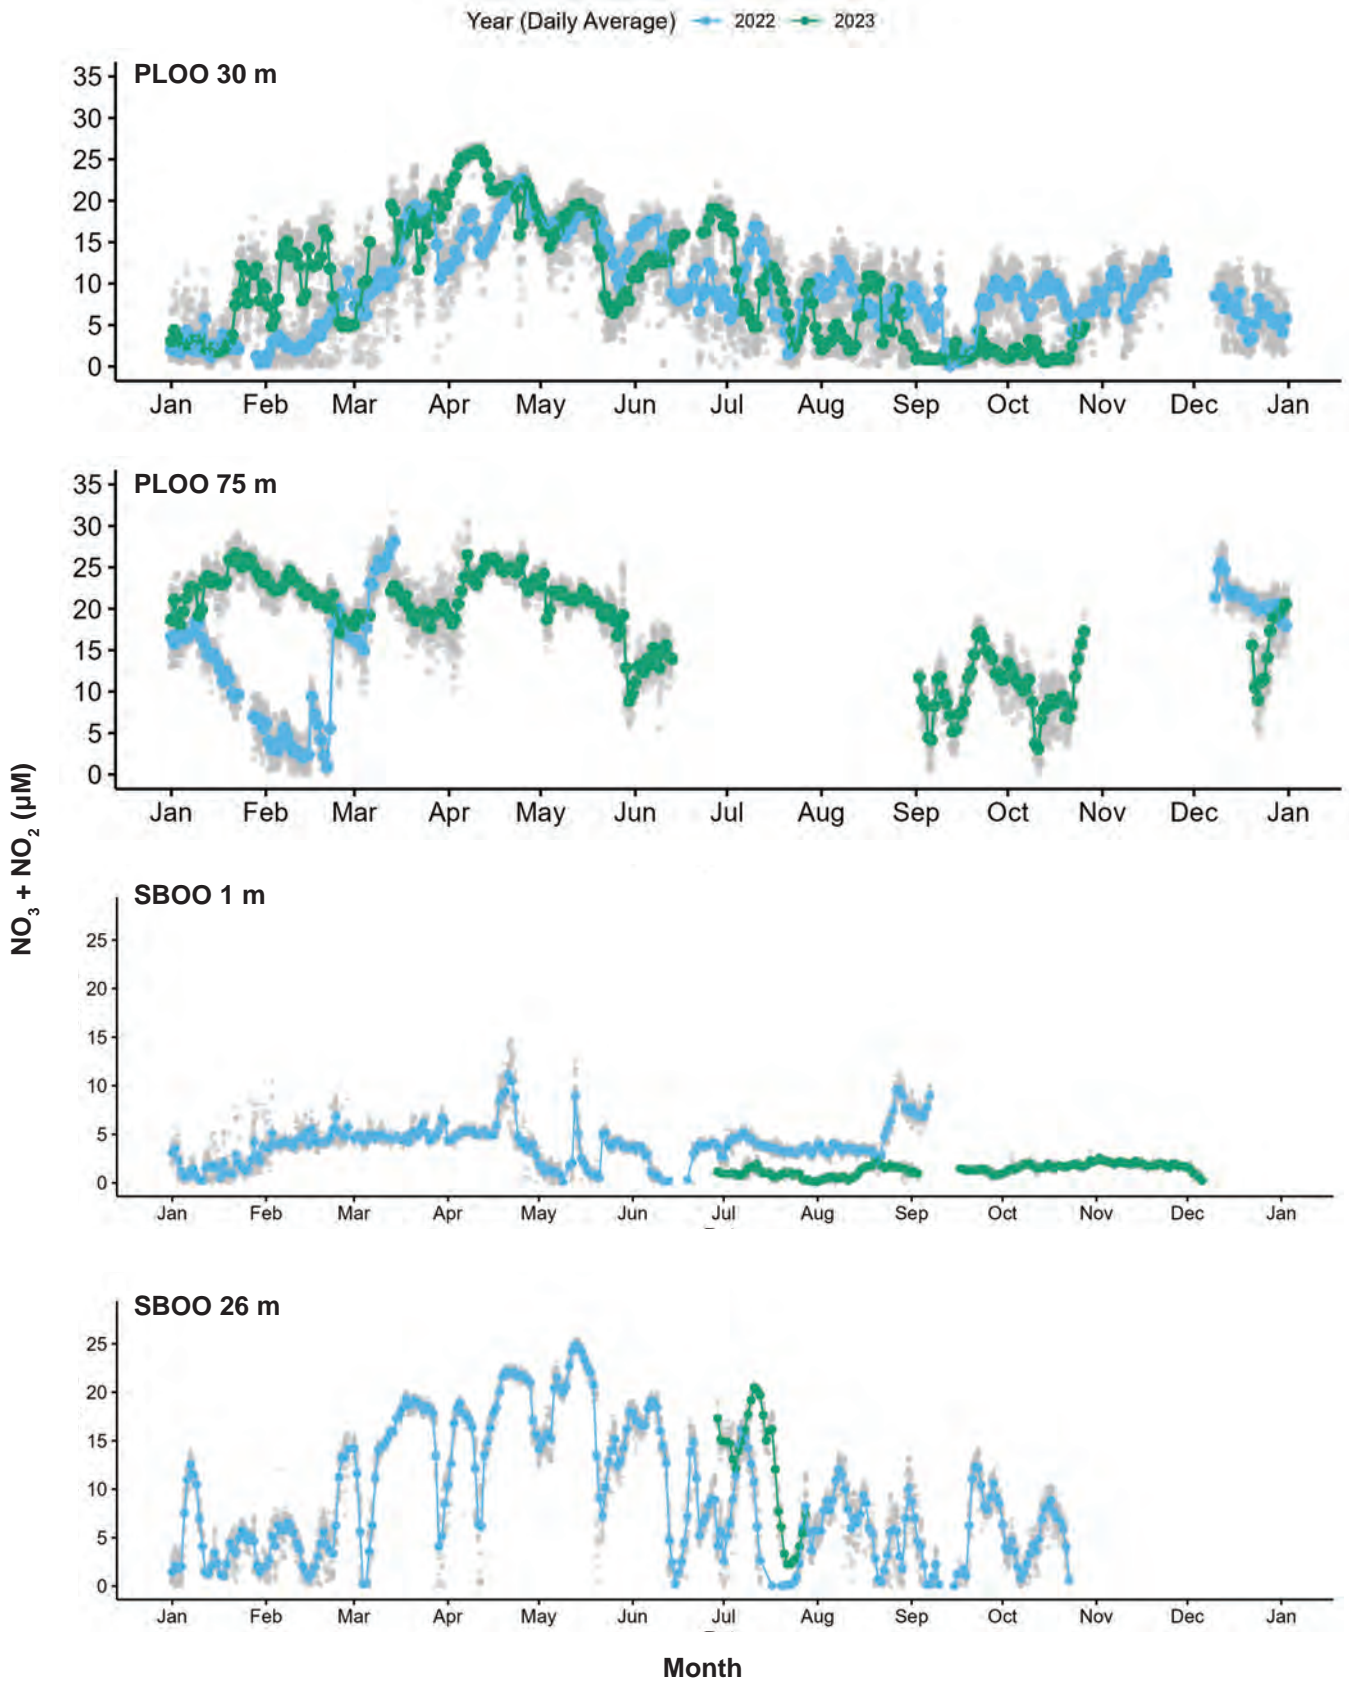 Year (Daily Average) 2022 2023
PLOO 30 m
35
30
25
20
15
10
5
0
Jan Feb Mar Apr May Jun Jul Aug Sep Oct Nov Dec Jan
PLOO 75 m
35
30
25
20
15
10
5
0
Jan Feb Mar Apr May Jun Jul Aug Sep Oct Nov Dec Jan
NO₃ + NO₂ (µM)
SBOO 1 m
25
20
15
10
5
0
Jan Feb Mar Apr May Jun Jul Aug Sep Oct Nov Dec Jan
SBOO 26 m
25
20
15
10
5
0
Jan Feb Mar Apr May Jun Jul Aug Sep Oct Nov Dec Jan
Month